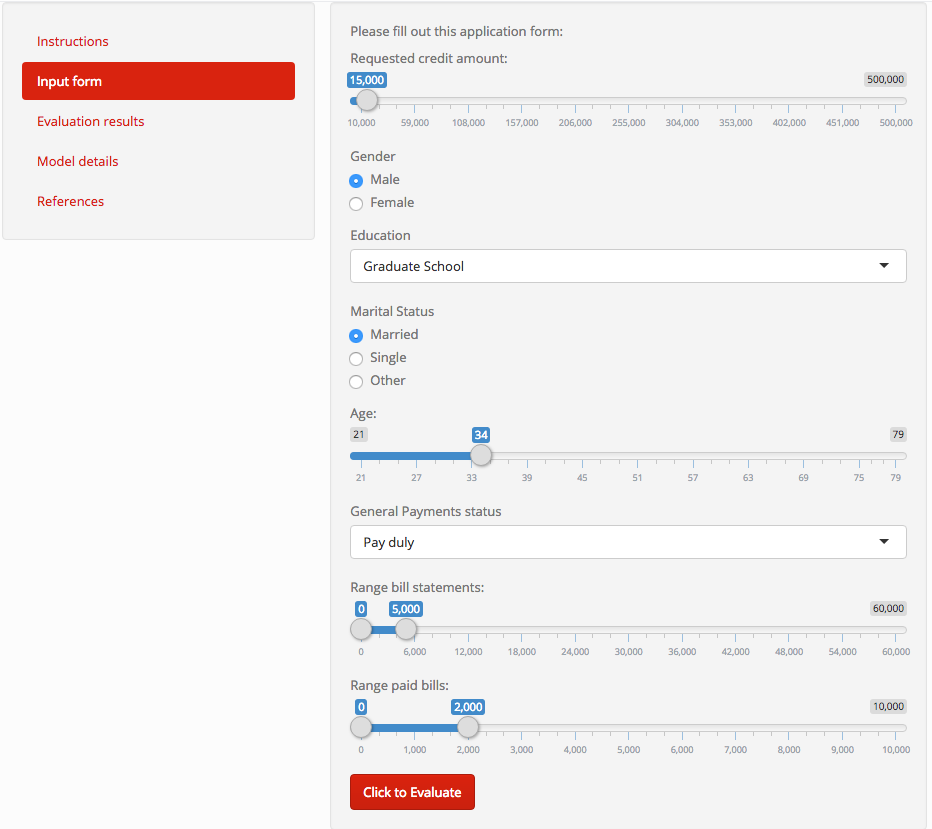 Instructions
Input form
Evaluation results
Model details
References
Please fill out this application form:
Requested credit amount:
15,000 500,000
10,000 59,000 108,000 157,000 206,000 255,000 304,000 353,000 402,000 451,000 500,000
Gender
Male
Female
Education
Graduate School
Marital Status
Married
Single
Other
Age:
21 34 79
21 27 33 39 45 51 57 63 69 75 79
General Payments status
Pay duly
Range bill statements:
0 5,000 60,000
0 6,000 12,000 18,000 24,000 30,000 36,000 42,000 48,000 54,000 60,000
Range paid bills:
0 2,000 10,000
0 1,000 2,000 3,000 4,000 5,000 6,000 7,000 8,000 9,000 10,000
Click to Evaluate